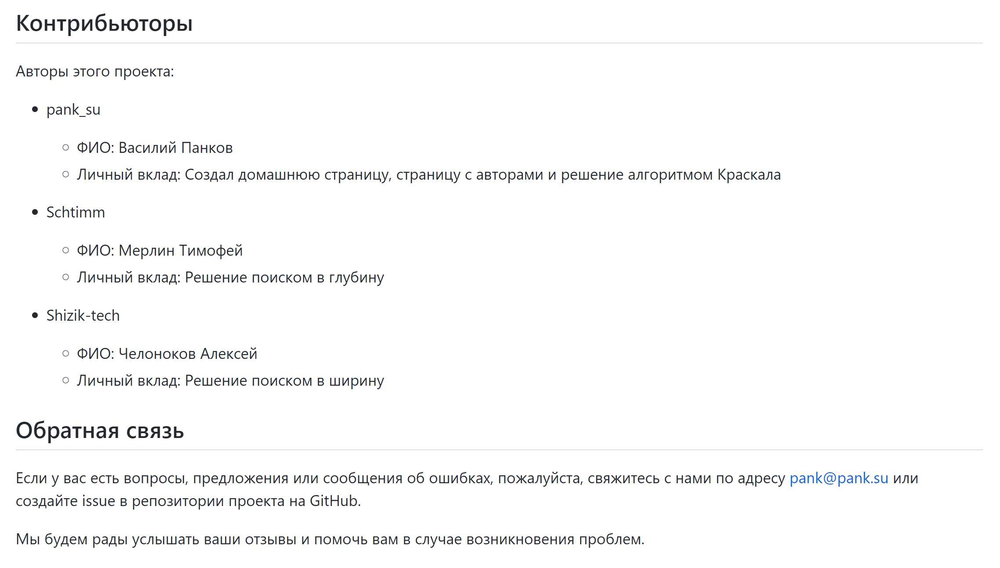 Контрибьюторы
Авторы этого проекта:
pank_su
ФИО: Василий Панков
Личный вклад: Создал домашнюю страницу, страницу с авторами и решение алгоритмом Краскала
Schtimm
ФИО: Мерлин Тимофей
Личный вклад: Решение поиском в глубину
Shizik-tech
ФИО: Челоноков Алексей
Личный вклад: Решение поиском в ширину
Обратная связь
Если у вас есть вопросы, предложения или сообщения об ошибках, пожалуйста, свяжитесь с нами по адресу pank@pank.su или
создайте issue в репозитории проекта на GitHub.
Мы будем рады услышать ваши отзывы и помочь вам в случае возникновения проблем.